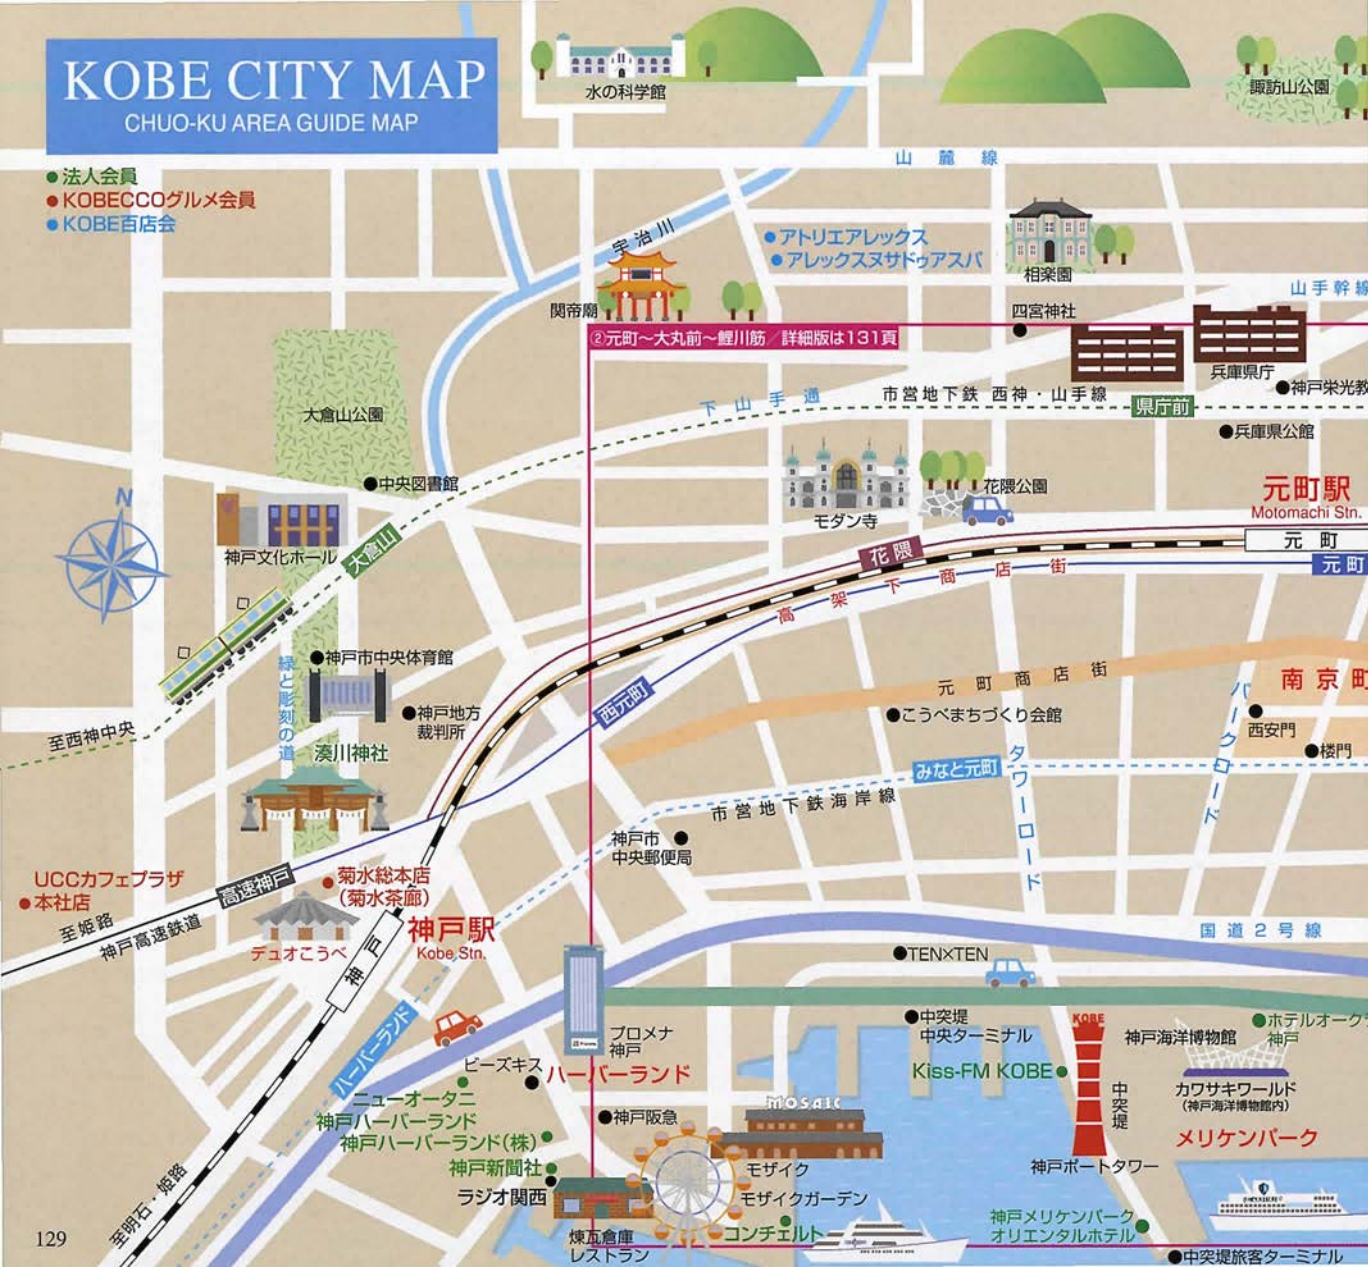 KOBE CITY MAP
CHUO-KU AREA GUIDE MAP
●法人会員
●KOBECCOグルメ会員
●KOBE百店会
水の科学館
諏訪山公園
山麓線
宇治川
●アトリエアレックス
●アレックスヌサドゥアスパ
相楽園
関帝廟
四宮神社
山手幹線
②元町〜大丸前〜鯉川筋/詳細版は131頁
兵庫県庁
●神戸栄光教
下山手通
市営地下鉄 西神・山手線
県庁前
●兵庫県公館
大倉山公園
●中央図書館
N
花隈公園
モダン寺
元町駅
Motomachi Stn.
元町
元町
神戸文化ホール
大倉山
花隈
高架下商店街
緑と彫刻の道
●神戸市中央体育館
●神戸地方
裁判所
西元町
元町商店街
南京町
●こうべまちづくり会館
パークロード
西安門
●楼門
至西神中央
湊川神社
みなと元町
タワーロード
市営地下鉄海岸線
神戸市
中央郵便局
UCCカフェプラザ
●本社店
高速神戸
●菊水総本店
(菊水茶廊)
至姫路
神戸高速鉄道
デュオこうべ
神戸駅
Kobe Stn.
神戸
国道2号線
●TEN×TEN
ハーバーランド
プロメナ
神戸
●中突堤
中央ターミナル
KOBE
神戸海洋博物館
●ホテルオーク
神戸
ビーズキス
ハーバーランド
Kiss-FM KOBE●
中突堤
カワサキワールド
(神戸海洋博物館内)
ニューオータニ
神戸ハーバーランド
神戸ハーバーランド(株)●
●神戸阪急
MOSAIC
メリケンパーク
神戸新聞社●
ラジオ関西
モザイク
神戸ポートタワー
モザイクガーデン
コンチェルト
煉瓦倉庫
レストラン
神戸メリケンパーク
オリエンタルホテル
●中突堤旅客ターミナル
至明石・姫路
129